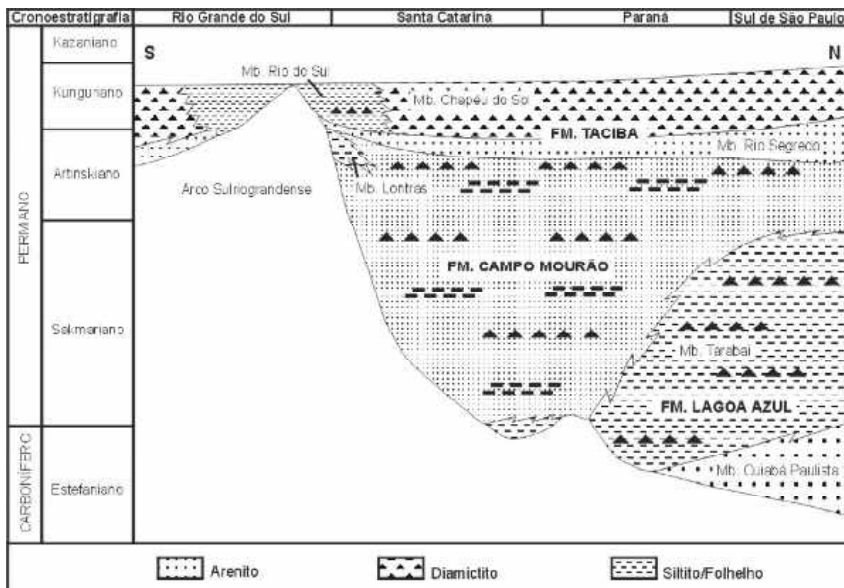 Cronoestratigrafia Rio Grande do Sul Santa Catarina Paraná Sul de São Paulo
Kazaniano
S N
Mb. Rio do Sul
Kunguriano
Mb. Chapéu do Sol
FM. TACIBA
Mb. Rio Segredo
Artinskiano
Arco Sulriograndense
Mb. Lontras
PERMIANO
FM. CAMPO MOURÃO
Sakmariano
Mb. Tarabai
FM. LAGOA AZUL
CARBONÍFERO
Estefaniano
Mb. Cuiabá Paulista
Arenito Diamictito Siltito/Folhelho